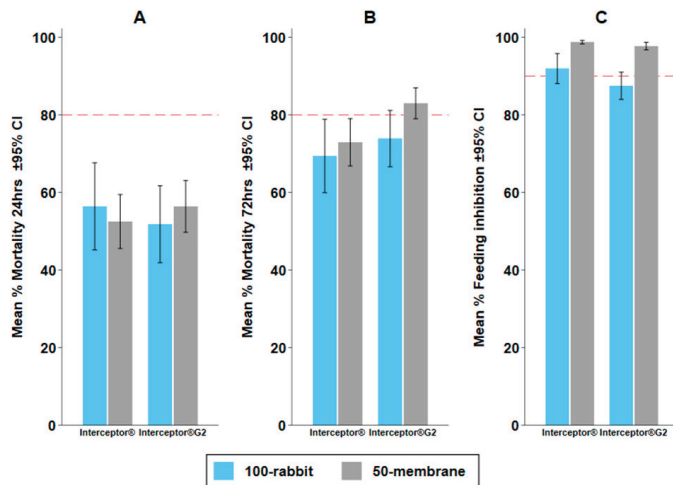 A
B
C
Mean % Mortality 24hrs ±95% CI
100
80
60
40
20
0
Interceptor® Interceptor®G2
Mean % Mortality 72hrs ±95% CI
100
80
60
40
20
0
Interceptor® Interceptor®G2
Mean % Feeding inhibition ±95% CI
100
80
60
40
20
0
Interceptor® Interceptor®G2
100-rabbit 50-membrane